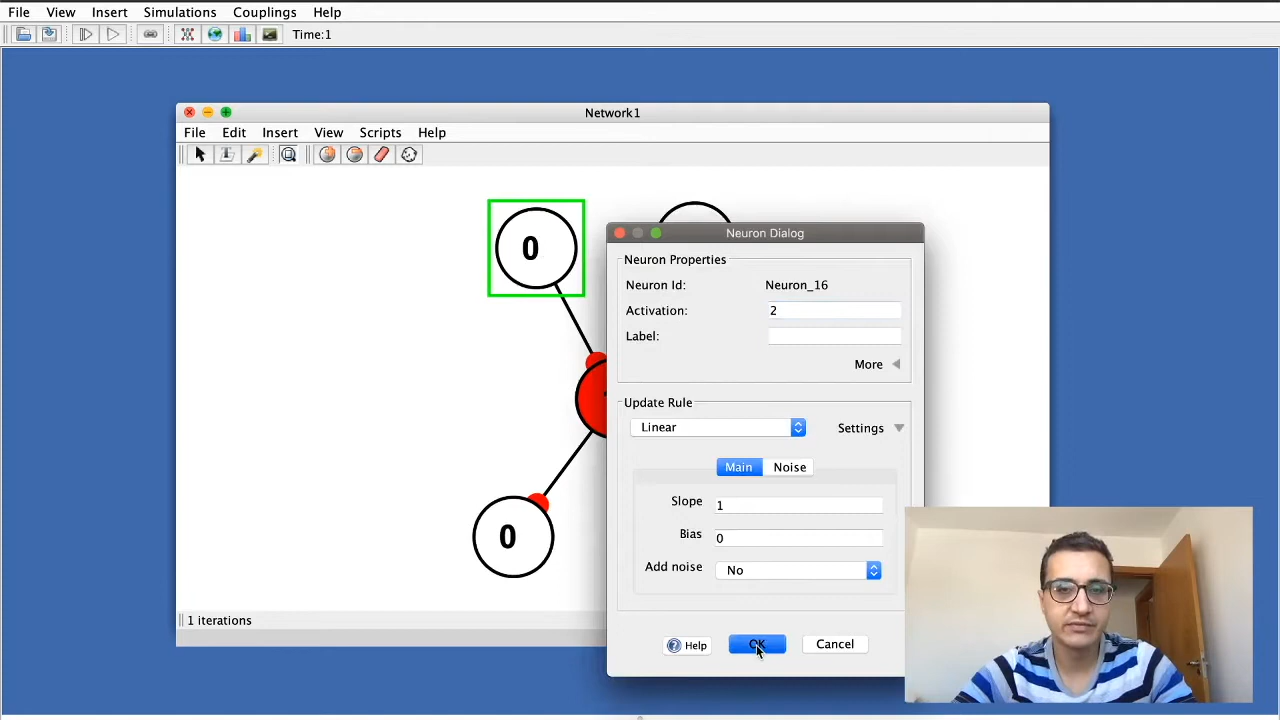 File View Insert Simulations Couplings Help
Time:1
Network1
File Edit Insert View Scripts Help
0
Neuron Dialog
Neuron Properties
Neuron Id: Neuron_16
Activation: 2
Label:
More
Update Rule
Linear Settings
Main Noise
Slope 1
Bias 0
Add noise No
0
1 iterations
Help OK Cancel